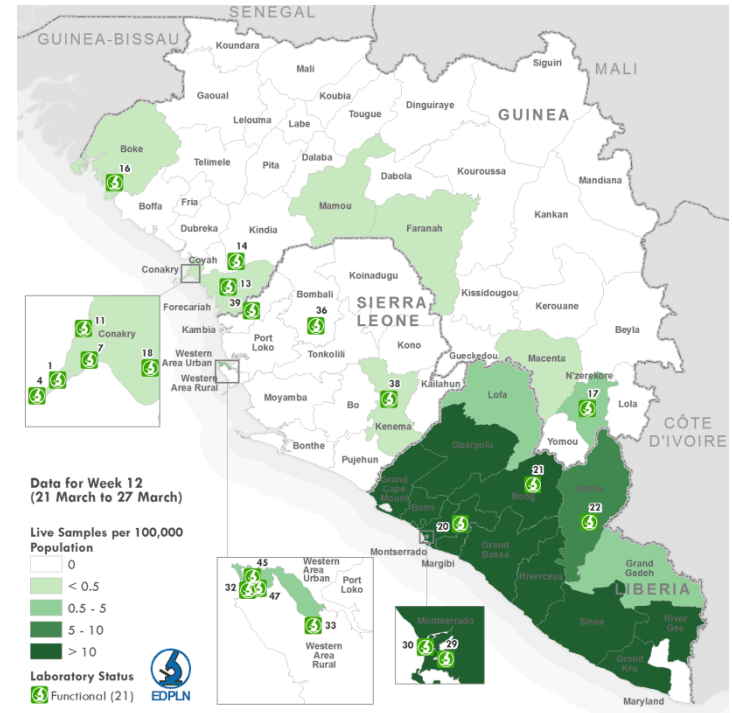 SENEGAL
GUINEA-BISSAU
MALI
Koundara
Mali
Siguiri
Gaoual
Koubia
Lelouma
Labe
Tougue
Dinguiraye
GUINEA
Boke
16
Telimele
Pita
Dalaba
Dabola
Kouroussa
Mandiana
Boffa
Fria
Mamou
Kankan
Dubreka
Kindia
Faranah
14
Coyah
Conakry
13
Koinadugu
39
Bombali
SIERRA
LEONE
36
Kissidougou
Kerouane
Beyla
Forecariah
Kambia
Port
Loko
Tonkolili
Kono
Gueckedou
Macenta
N'zerekore
11
Conakry
7
1
18
4
Western
Area Urban
Western
Area Rural
38
Kailahun
Lofa
17
Lola
Moyamba
Bo
Kenema
Yomou
CÔTE
D'IVOIRE
Bonthe
Pujehun
Gbarpolu
Grand
Cape
Mount
Bomi
21
Bong
Nimba
22
20
Montserrado
Margibi
Grand
Bassa
Rivercess
Grand
Gedeh
LIBERIA
Sinoe
River
Gee
Grand
Kru
Maryland
Data for Week 12
(21 March to 27 March)
Live Samples per 100,000
Population
0
< 0.5
0.5 - 5
5 - 10
> 10
Laboratory Status
Functional (21)
EDPLN
45
Western
Area
Urban
Port
Loko
32
47
33
Western
Area
Rural
Montserrado
30
29